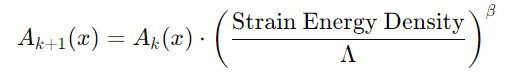 A_{k+1}(x) = A_k(x) · ( Strain Energy Density / Λ )^β